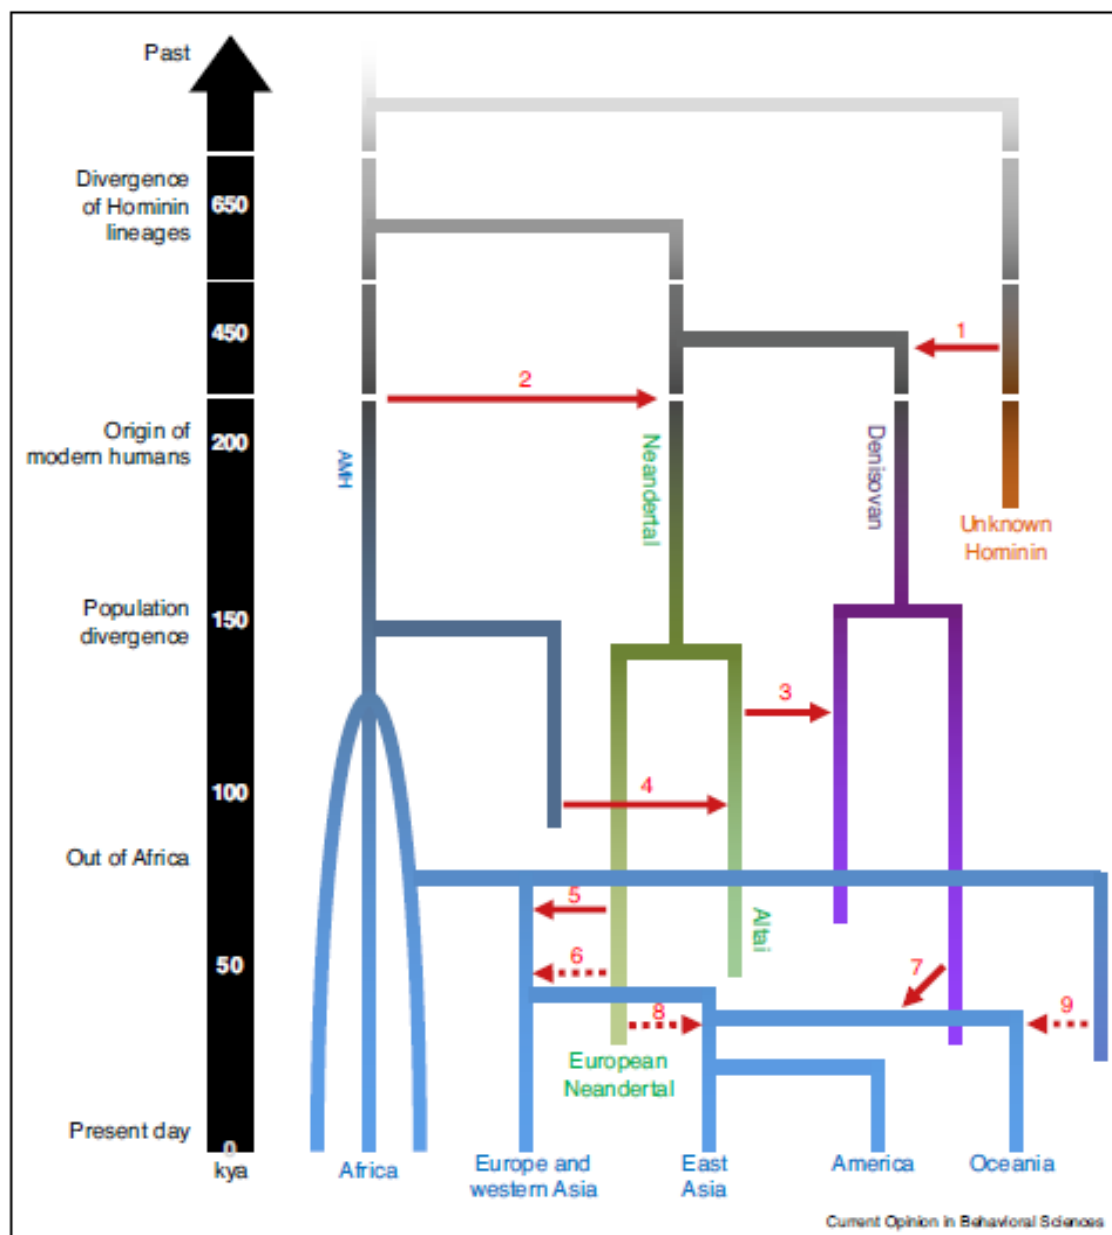 Past
Divergence
of Hominin
lineages
650
450
1
2
Origin of
modern humans
200
AMH
Neandertal
Denisovan
Unknown
Hominin
Population
divergence
150
3
100
4
Out of Africa
5
Altai
50
6
7
8
9
European
Neandertal
Present day
0
kya
Africa
Europe and
western Asia
East
Asia
America
Oceania
Current Opinion in Behavioral Sciences